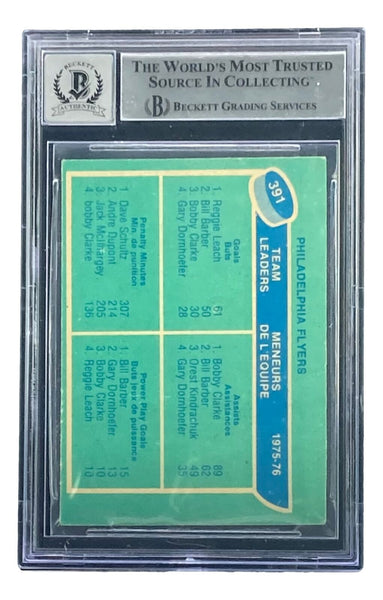 BECKETT
B
AUTHENTIC
THE WORLD'S MOST TRUSTED
SOURCE IN COLLECTING™
B BECKETT GRADING SERVICES
391
PHILADELPHIA FLYERS
TEAM LEADERS
MENEURS DE L'EQUIPE
1975-76
Goals
Buts
1 Reggie Leach 61
2 Bill Barber 50
3 Bobby Clarke 30
4 Gary Dornhoefer 28
Assists
Assistances
1 Bobby Clarke 89
2 Bill Barber 62
3 Orest Kindrachuk 49
4 Gary Dornhoefer 35
Penalty Minutes
Min. de punition
1 Dave Schultz 307
2 Andre Dupont 214
3 Jack McIlhargey 205
4 bobby Clarke 136
Power Play Goals
Buts jeox de puissance
1 Bill Barber 15
2 Gary Dornhoefer 13
3 Bobby Clarke 10
4 Reggie Leach 10